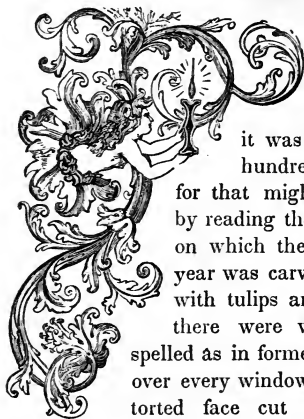 it was
hundre
for that migh
by reading th
on which the
year was carv
with tulips a
there were
spelled as in forme
over every window
torted face cut